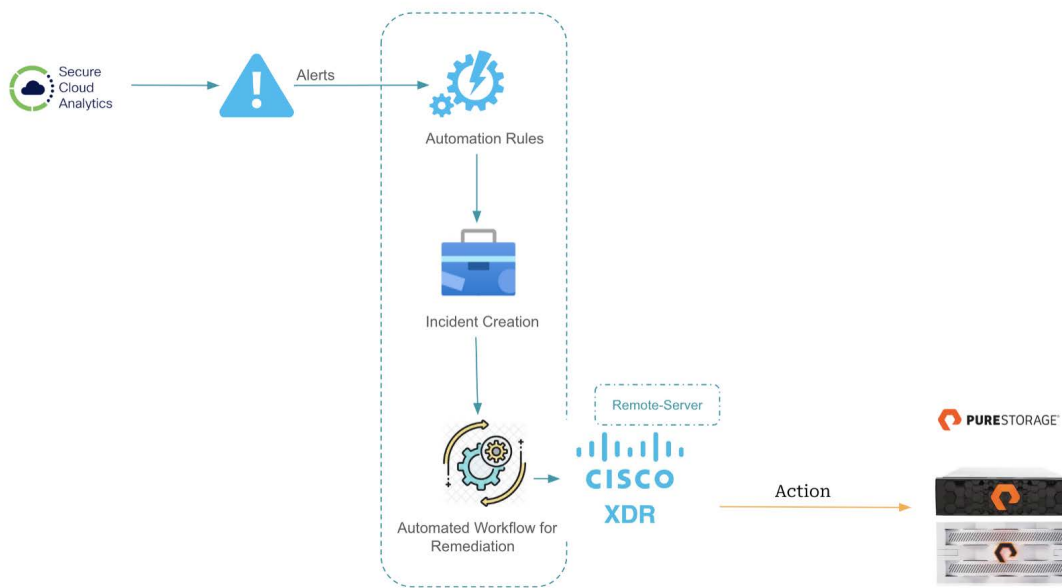 Secure
Cloud
Analytics
Alerts
Automation Rules
Incident Creation
Remote-Server
CISCO
XDR
Automated Workflow for
Remediation
Action
PURESTORAGE